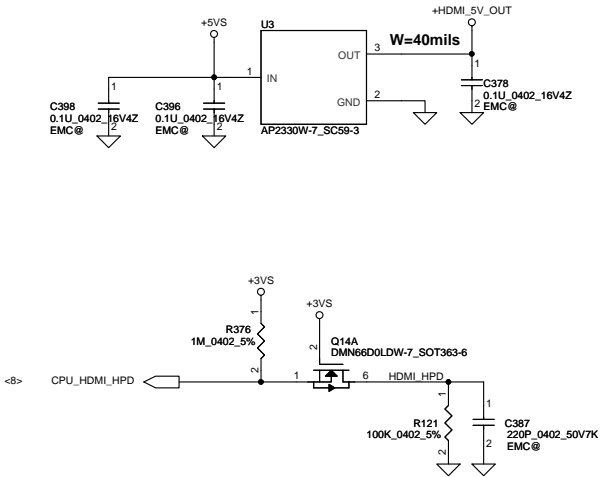 +5VS
U3
+HDMI_5V_OUT
W=40mils
OUT
3
1
IN
GND
2
AP2330W-7_SC59-3
1
C398
0.1U_0402_16V4Z
EMC@
2
1
C396
0.1U_0402_16V4Z
EMC@
2
1
C378
0.1U_0402_16V4Z
EMC@
2
+3VS
1
R376
1M_0402_5%
2
+3VS
2
Q14A
DMN66D0LDW-7_SOT363-6
<8>
CPU_HDMI_HPD
1
6
HDMI_HPD
1
R121
100K_0402_5%
2
1
C387
220P_0402_50V7K
EMC@
2